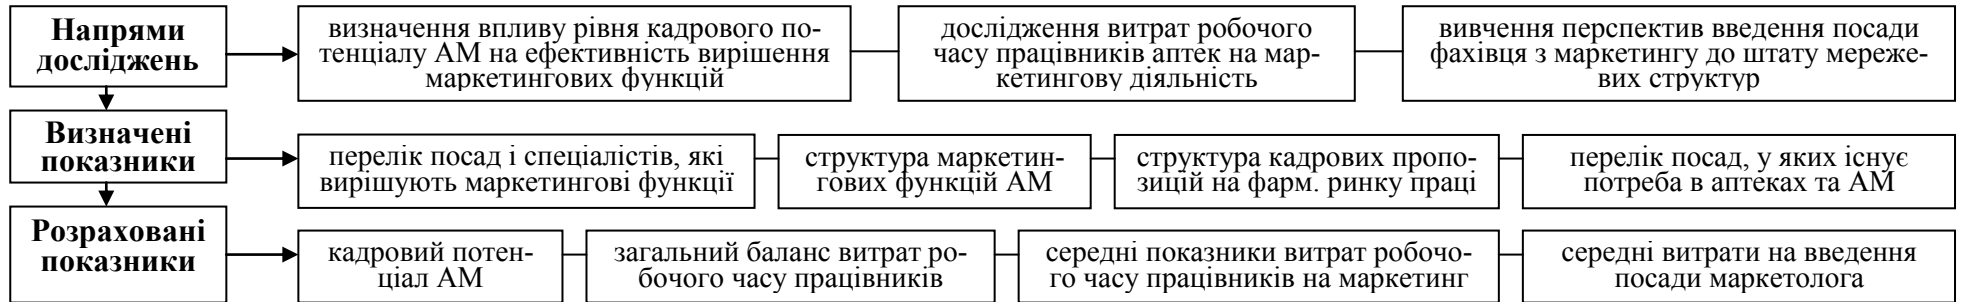 Напрями
досліджень
визначення впливу рівня кадрового по-
тенціалу АМ на ефективність вирішення
маркетингових функцій
дослідження витрат робочого
часу працівників аптек на мар-
кетингову діяльність
вивчення перспектив введення посади
фахівця з маркетингу до штату мереже-
вих структур
Визначені
показники
перелік посад і спеціалістів, які
вирішують маркетингові функції
структура маркетин-
гових функцій АМ
структура кадрових пропо-
зицій на фарм. ринку праці
перелік посад, у яких існує
потреба в аптеках та АМ
Розраховані
показники
кадровий потен-
ціал АМ
загальний баланс витрат ро-
бочого часу працівників
середні показники витрат робочо-
го часу працівників на маркетинг
середні витрати на введення
посади маркетолога